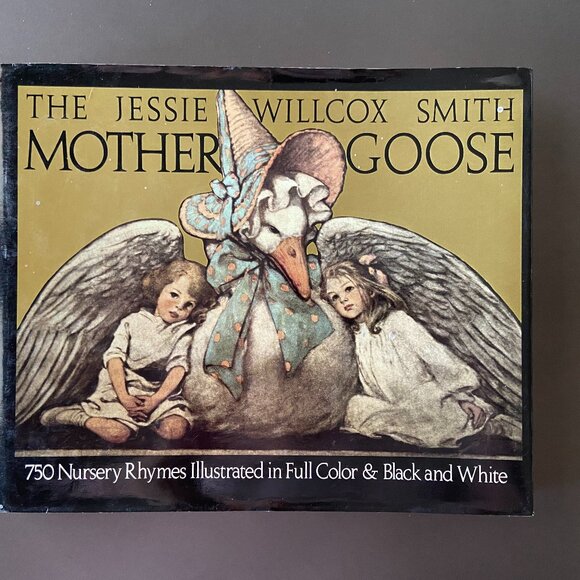 THE JESSIE WILLCOX SMITH
MOTHER GOOSE
750 Nursery Rhymes Illustrated in Full Color & Black and White